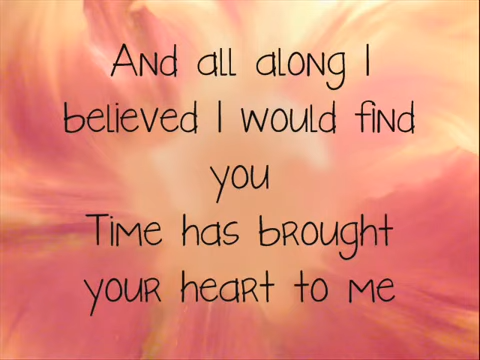 And all along I
believed I would find
you
Time has brought
your heart to me